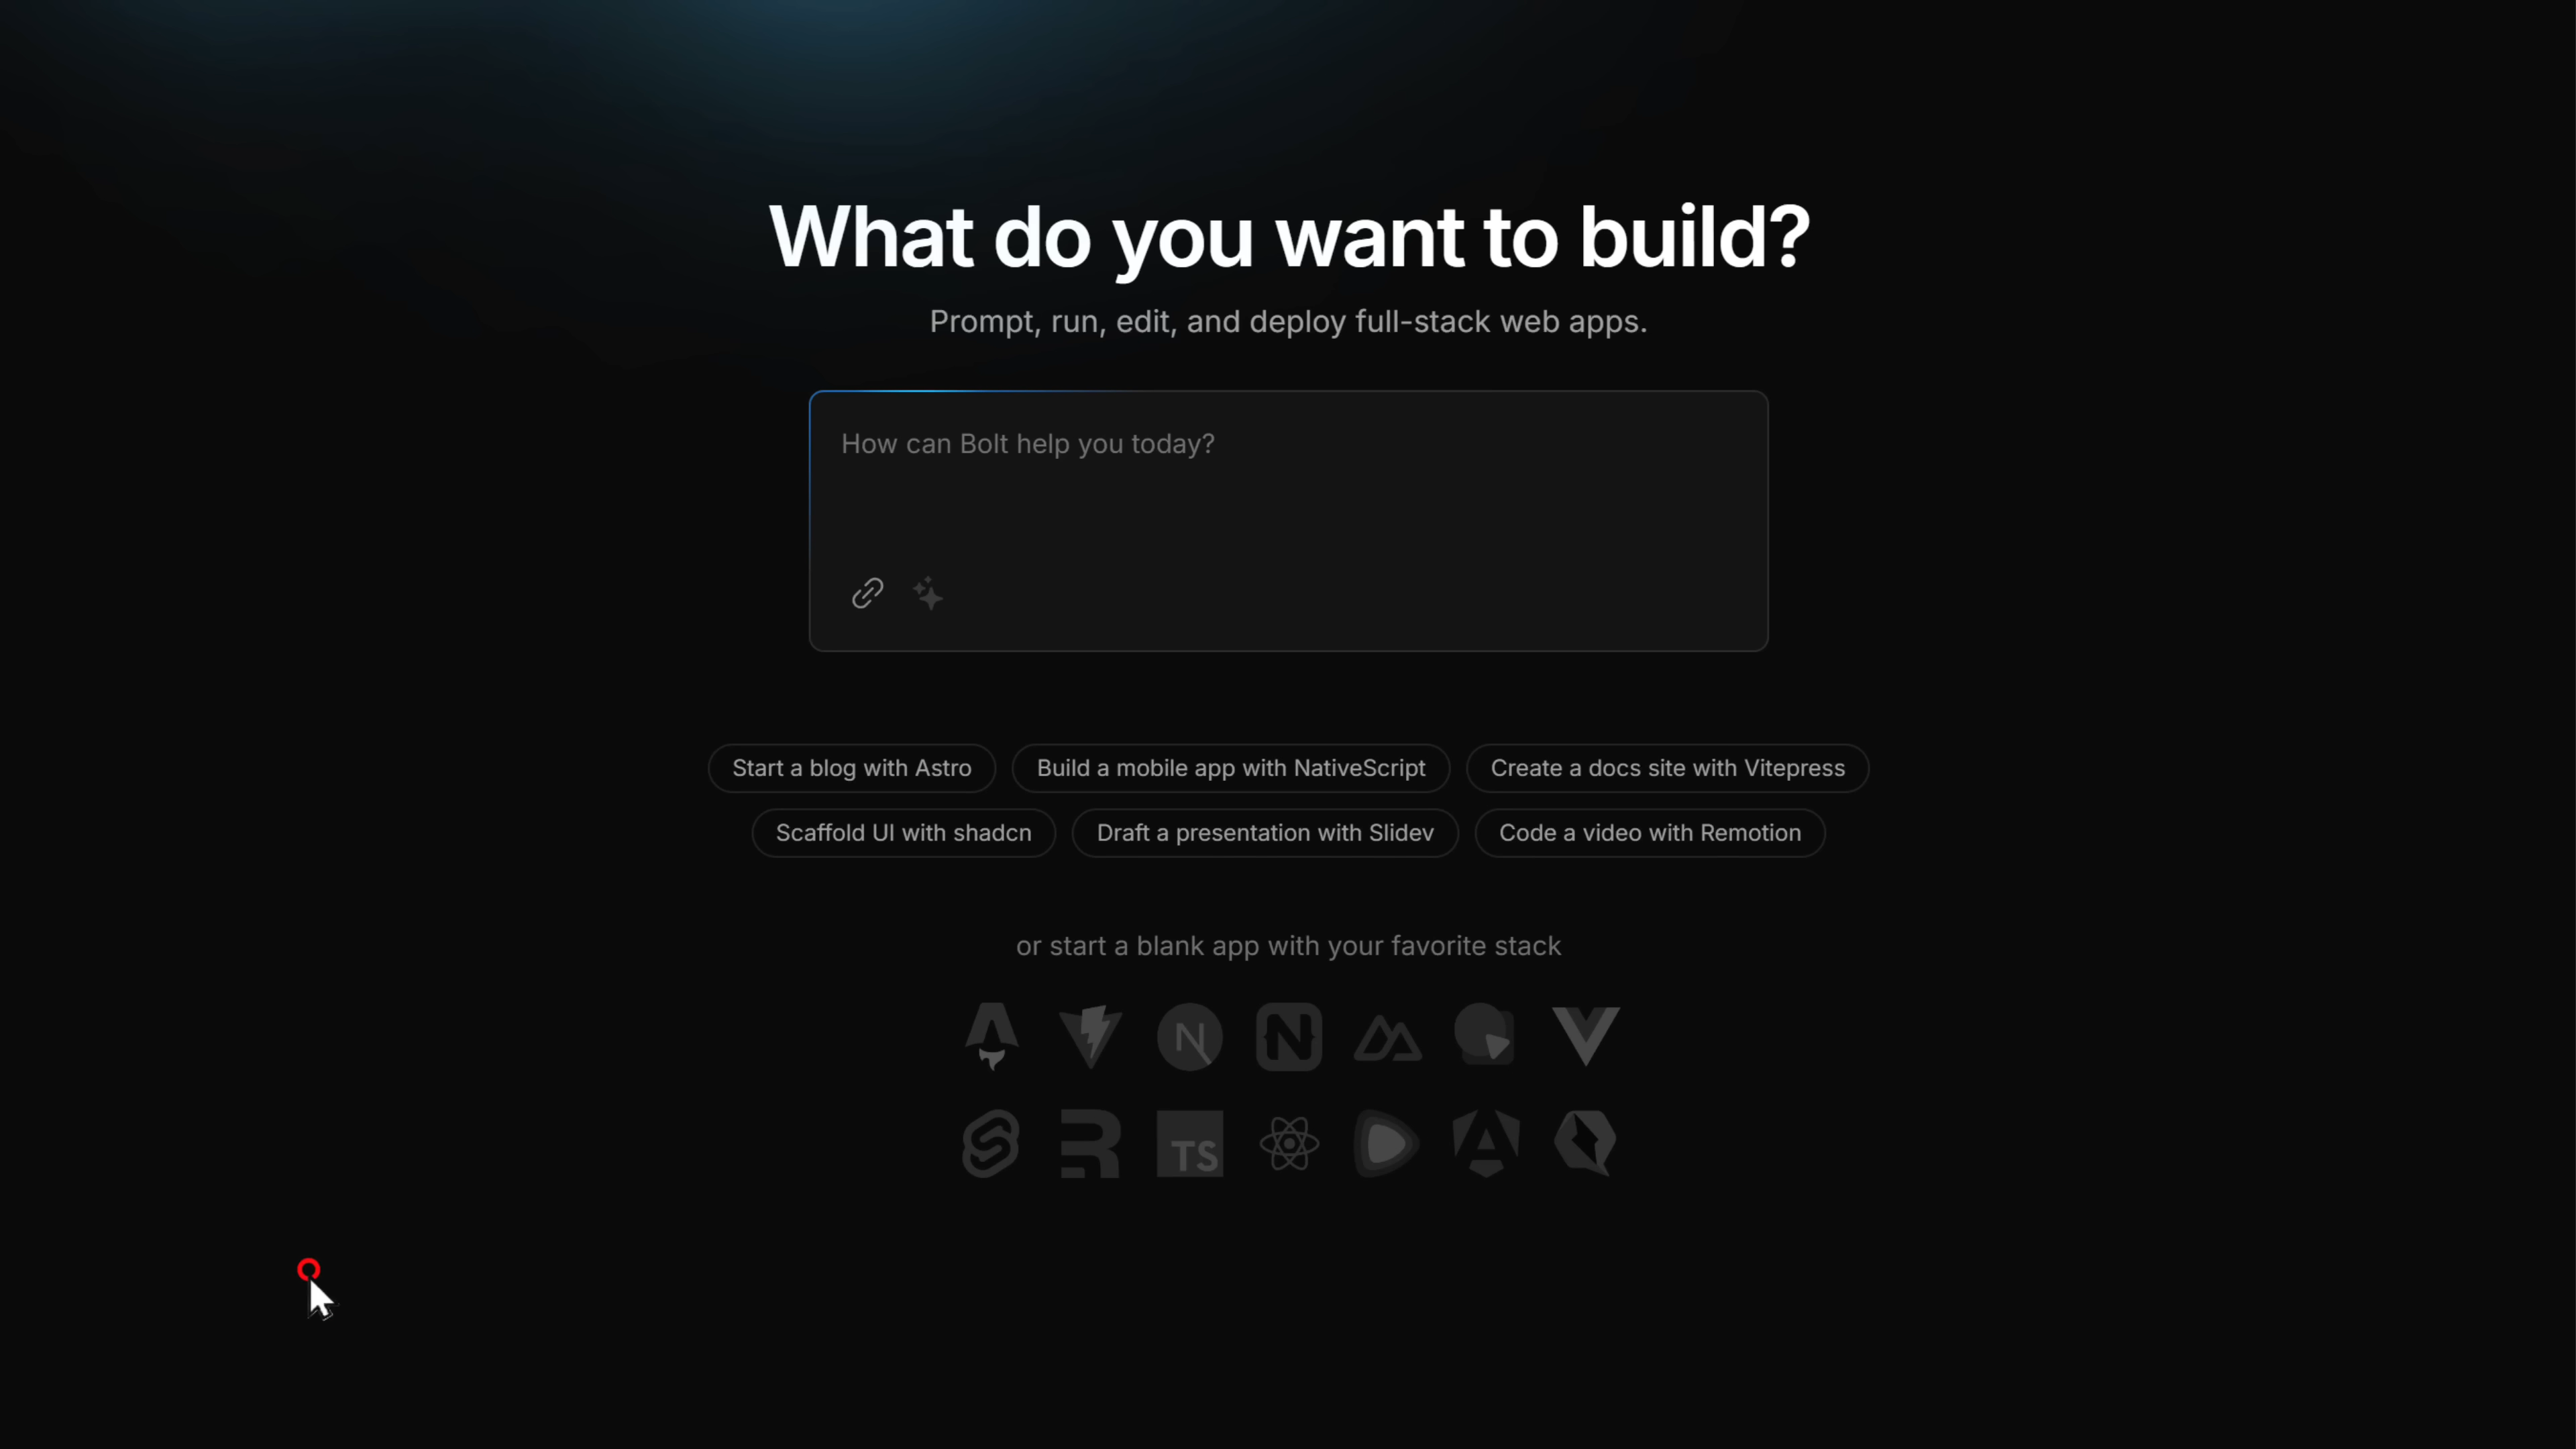 What do you want to build?
Prompt, run, edit, and deploy full-stack web apps.
How can Bolt help you today?
Start a blog with Astro
Build a mobile app with NativeScript
Create a docs site with Vitepress
Scaffold UI with shadcn
Draft a presentation with Slidev
Code a video with Remotion
or start a blank app with your favorite stack
N
N
TS